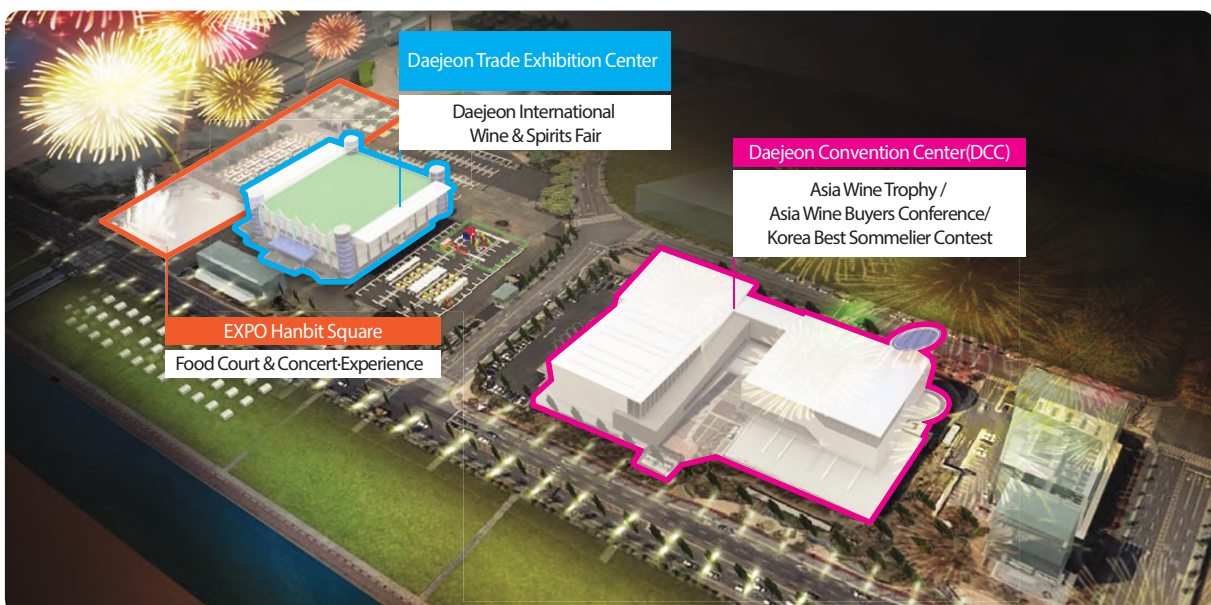 Daejeon Trade Exhibition Center
Daejeon International
Wine & Spirits Fair
Daejeon Convention Center(DCC)
Asia Wine Trophy /
Asia Wine Buyers Conference/
Korea Best Sommelier Contest
EXPO Hanbit Square
Food Court & Concert·Experience